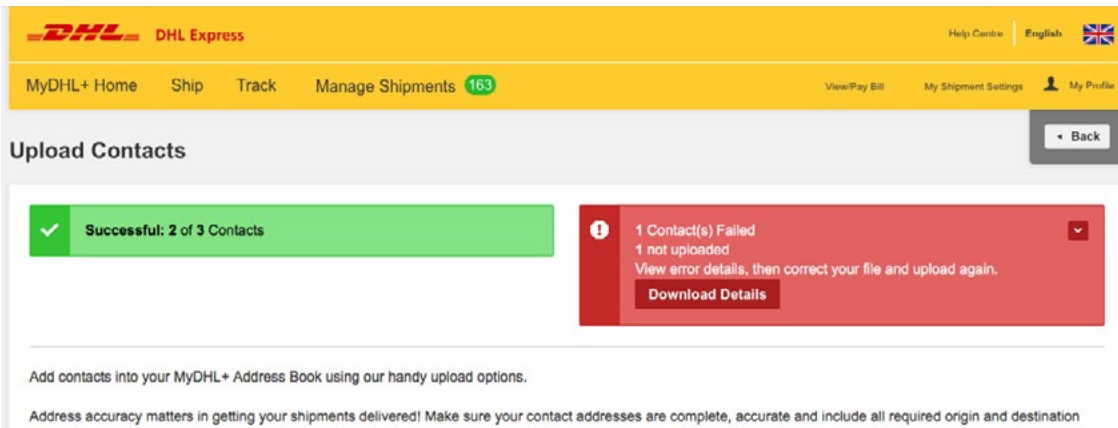 DHL DHL Express
Help Centre English
MyDHL+ Home Ship Track Manage Shipments 163
View/Pay Bill My Shipment Settings My Profile
Back
Upload Contacts
Successful: 2 of 3 Contacts
1 Contact(s) Failed
1 not uploaded
View error details, then correct your file and upload again.
Download Details
Add contacts into your MyDHL+ Address Book using our handy upload options.
Address accuracy matters in getting your shipments delivered! Make sure your contact addresses are complete, accurate and include all required origin and destination